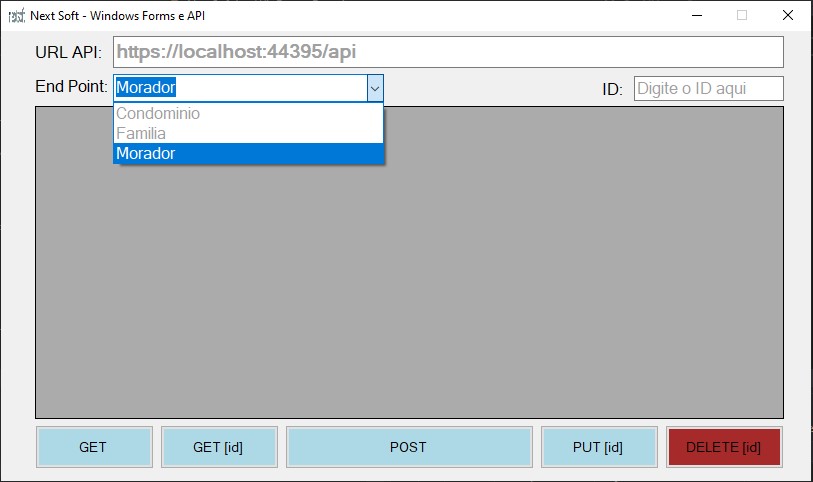 Next Soft - Windows Forms e API
URL API: https://localhost:44395/api
End Point: Morador ID: Digite o ID aqui
Condominio
Familia
Morador
GET GET [id] POST PUT [id] DELETE [id]